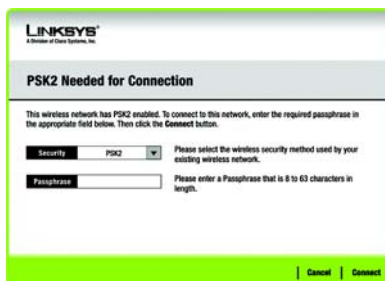 LINKSYS®
A Division of Cisco Systems, Inc.
PSK2 Needed for Connection
This wireless network has PSK2 enabled. To connect to this network, enter the required passphrase in
the appropriate field below. Then click the Connect button.
Security PSK2 Please select the wireless security method used by your
existing wireless network.
Passphrase Please enter a Passphrase that is 8 to 63 characters in
length.
Cancel Connect